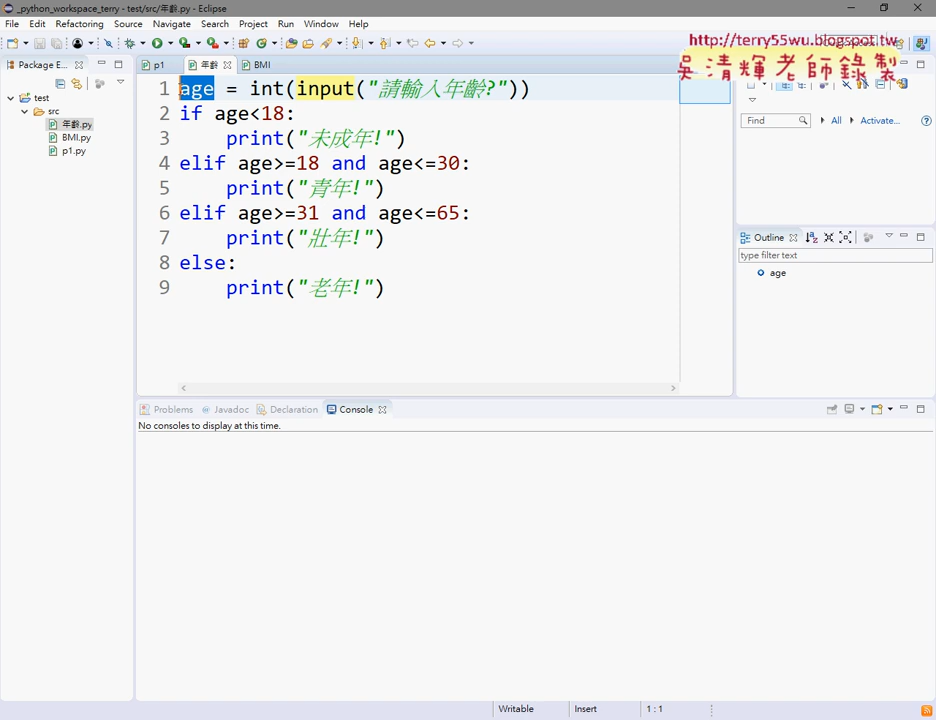 _python_workspace_terry - test/src/年齡.py - Eclipse
File Edit Refactoring Source Navigate Search Project Run Window Help
http://terry55wu.blogspot.tw
吳清輝老師錄製
Package E...
p1 年齡.py BMI
test
src
年齡.py
BMI.py
p1.py
1 age = int(input("請輸入年齡?"))
2 if age<18:
3 print("未成年!")
4 elif age>=18 and age<=30:
5 print("青年!")
6 elif age>=31 and age<=65:
7 print("壯年!")
8 else:
9 print("老年!")
Find All Activate...
Outline
type filter text
age
Problems Javadoc Declaration Console
No consoles to display at this time.
Writable Insert 1 : 1